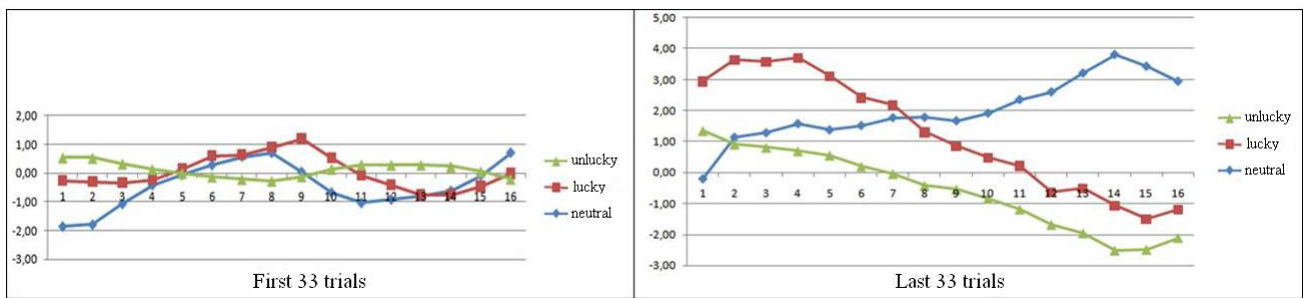 2,00
1,00
0,00
-1,00
-2,00
-3,00
1 2 3 4 5 6 7 8 9 10 11 12 13 14 15 16
unlucky
lucky
neutral
First 33 trials
5,00
4,00
3,00
2,00
1,00
0,00
-1,00
-2,00
-3,00
1 2 3 4 5 6 7 8 9 10 11 12 13 14 15 16
unlucky
lucky
neutral
Last 33 trials